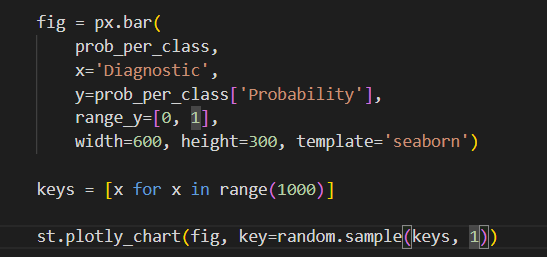 fig = px.bar(
    prob_per_class,
    x='Diagnostic',
    y=prob_per_class['Probability'],
    range_y=[0, 1],
    width=600, height=300, template='seaborn')
keys = [x for x in range(1000)]
st.plotly_chart(fig, key=random.sample(keys, 1))